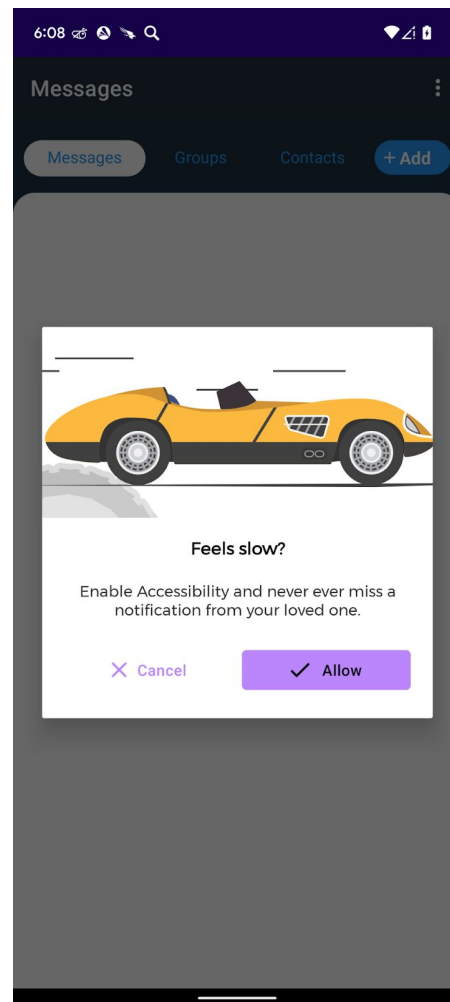 6:08
Messages
Messages Groups Contacts + Add
Feels slow?
Enable Accessibility and never ever miss a
notification from your loved one.
Cancel Allow